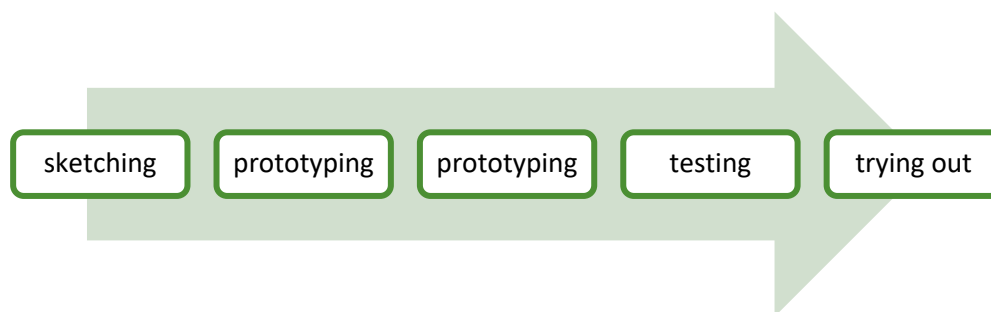 sketching
prototyping
prototyping
testing
trying out